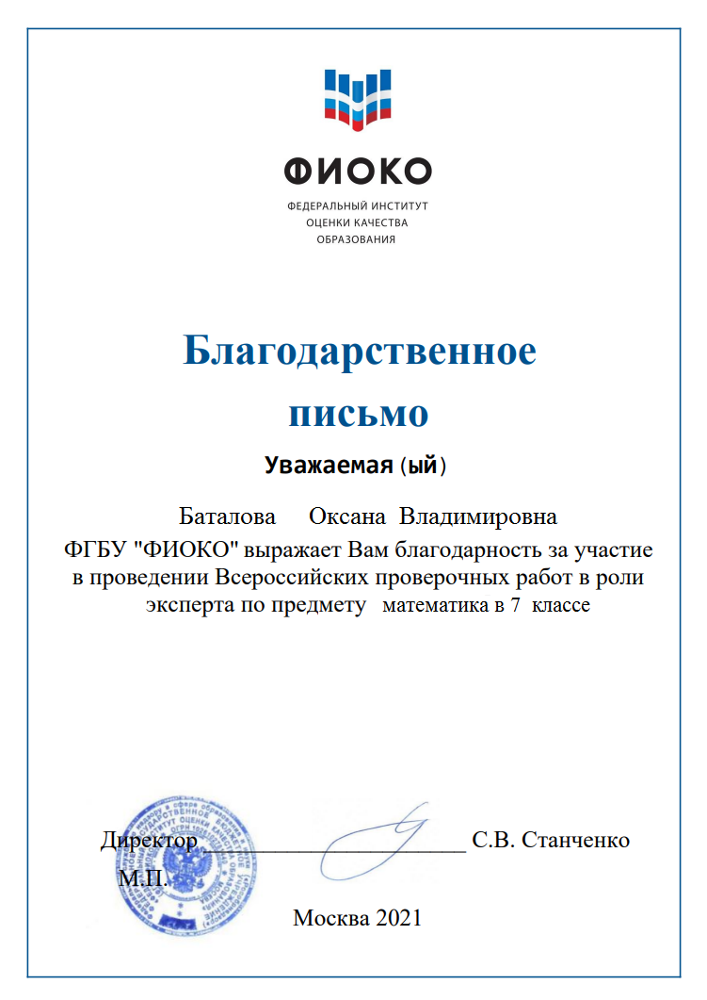 ФИОКО
ФЕДЕРАЛЬНЫЙ ИНСТИТУТ
ОЦЕНКИ КАЧЕСТВА
ОБРАЗОВАНИЯ
Благодарственное
письмо
Уважаемая(ый)
Баталова Оксана Владимировна
ФГБУ "ФИОКО" выражает Вам благодарность за участие
в проведении Всероссийских проверочных работ в роли
эксперта по предмету математика в 7 классе
Директор ______________________ С.В. Станченко
М.П.
Москва 2021